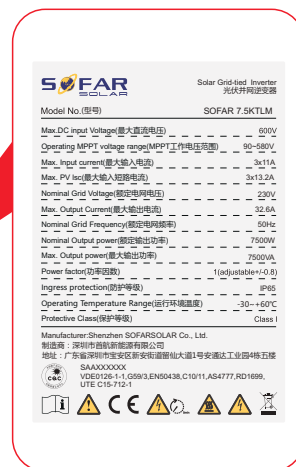 SOFAR
SOLAR
Solar Grid-tied Inverter
光伏并网逆变器
Model No.(型号) SOFAR 7.5KTLM
Max.DC input Voltage(最大直流电压) 600V
Operating MPPT voltage range(MPPT工作电压范围) 90~580V
Max. Input current(最大输入电流) 3x11A
Max. PV Isc(最大输入短路电流) 3x13.2A
Nominal Grid Voltage(额定电网电压) 230V
Max. Output Current(最大输出电流) 32.6A
Nominal Grid Frequency(额定电网频率) 50Hz
Nominal Output power(额定输出功率) 7500W
Max. Output power(最大输出功率) 7500VA
Power factor(功率因数) 1(adjustable+/-0.8)
Ingress protection(防护等级) IP65
Operating Temperature Range(运行环境温度) -30~+60℃
Protective Class(保护等级) Class I
Manufacturer:Shenzhen SOFARSOLAR Co., Ltd.
制造商：深圳市首航新能源有限公司
地址：广东省深圳市宝安区新安街道留仙大道1号安通达工业园4栋五楼
CQC
SAAXXXXXX
VDE0126-1-1,G59/3,EN50438,C10/11,AS4777,RD1699,
UTE C15-712-1
CE